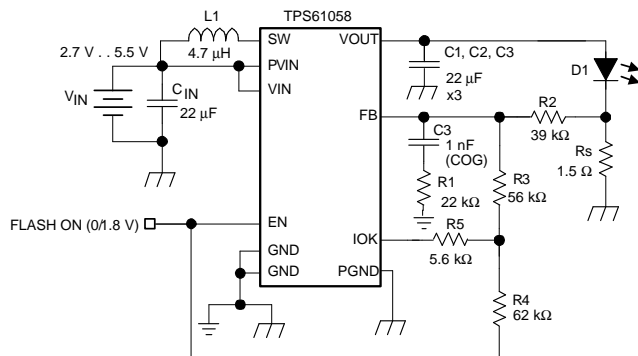 L1
TPS61058
SW
VOUT
4.7 µH
C1, C2, C3
2.7 V . . 5.5 V
PVIN
22 µF
D1
VIN
x3
VIN
CIN
22 µF
R2
FB
39 kΩ
C3
Rs
1 nF
1.5 Ω
(COG)
R3
R1
56 kΩ
22 kΩ
FLASH ON (0/1.8 V)
EN
R5
IOK
GND
5.6 kΩ
GND
PGND
R4
62 kΩ